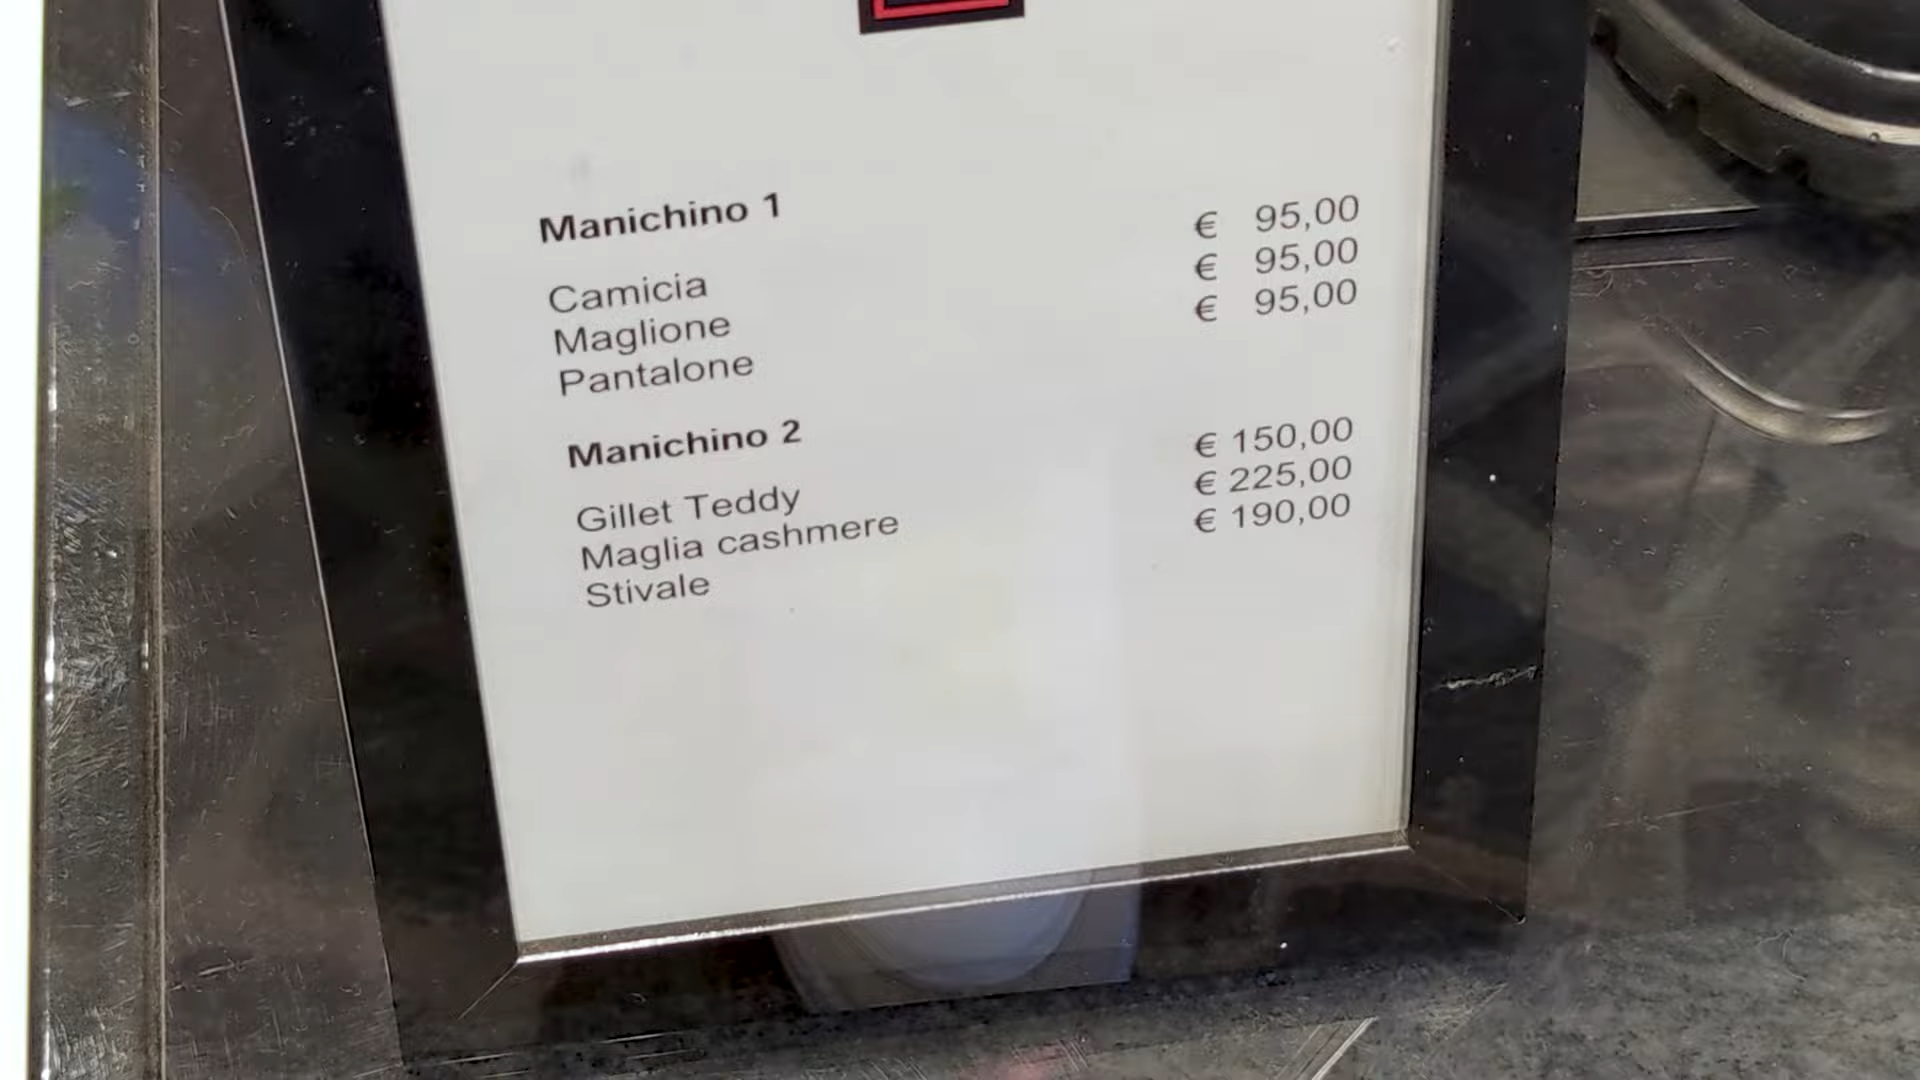 Manichino 1
Camicia € 95,00
Maglione € 95,00
Pantalone € 95,00
Manichino 2
Gillet Teddy € 150,00
Maglia cashmere € 225,00
Stivale € 190,00